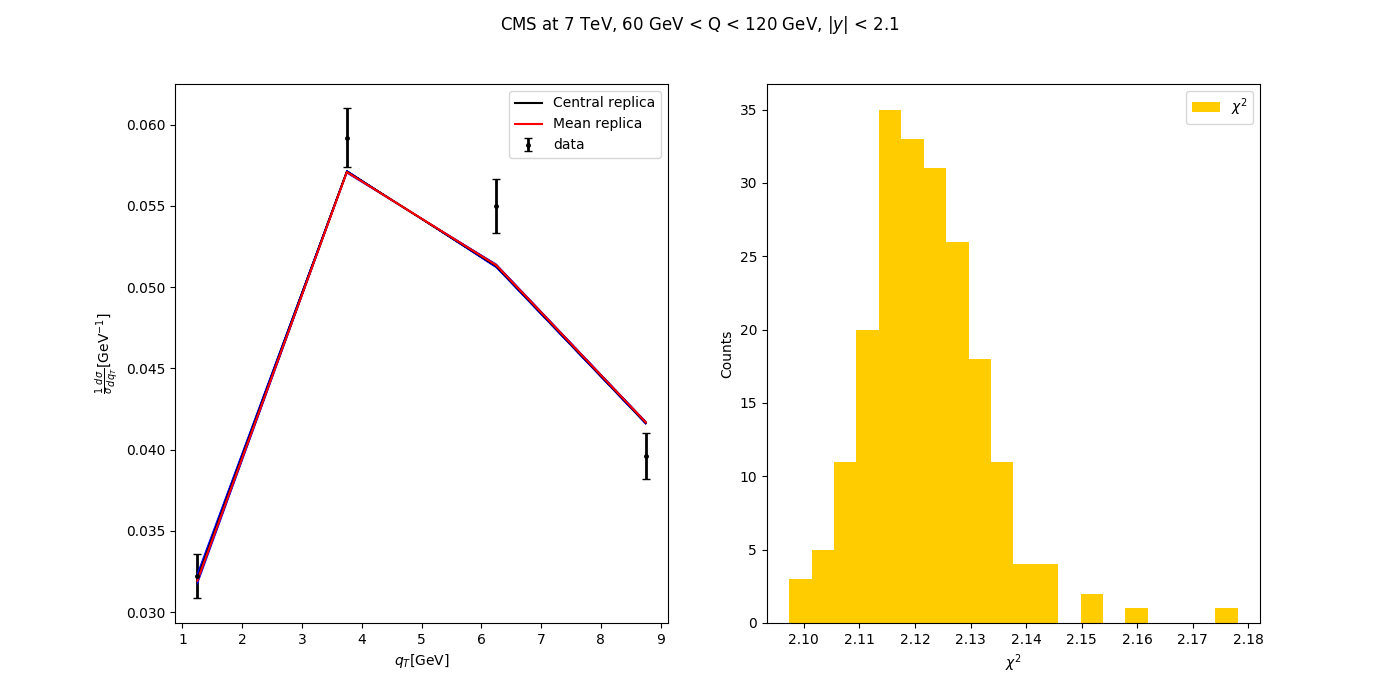 CMS at 7 TeV, 60 GeV < Q < 120 GeV, |y| < 2.1
Central replica
Mean replica
data
0.060
0.055
0.050
0.045
0.040
0.035
0.030
1/σ dσ/dq_T [GeV⁻¹]
1 2 3 4 5 6 7 8 9
q_T[GeV]
χ²
35
30
25
20
15
10
5
0
Counts
2.10 2.11 2.12 2.13 2.14 2.15 2.16 2.17 2.18
χ²